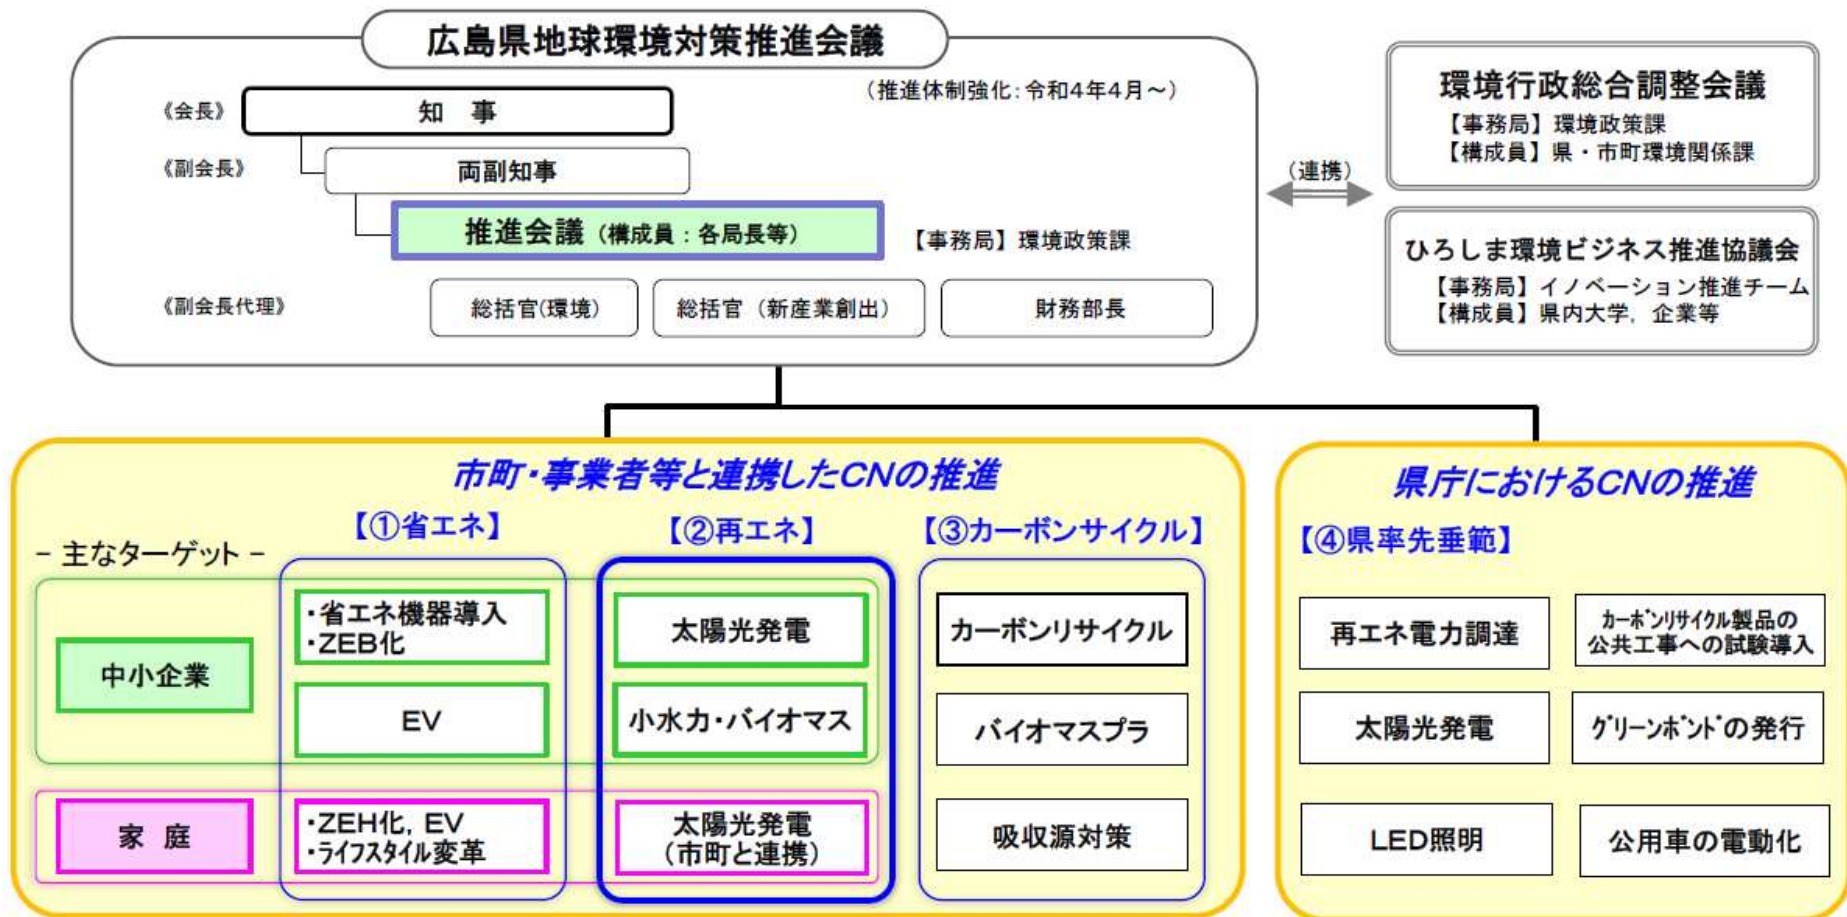 広島県地球環境対策推進会議
(推進体制強化:令和4年4月～)
《会長》
知 事
《副会長》
両副知事
推進会議(構成員:各局長等)
【事務局】環境政策課
《副会長代理》
総括官(環境)
総括官(新産業創出)
財務部長
(連携)
環境行政総合調整会議
【事務局】環境政策課
【構成員】県・市町環境関係課
ひろしま環境ビジネス推進協議会
【事務局】イノベーション推進チーム
【構成員】県内大学，企業等
市町・事業者等と連携したCNの推進
- 主なターゲット -
【①省エネ】
【②再エネ】
【③カーボンサイクル】
中小企業
・省エネ機器導入
・ZEB化
太陽光発電
カーボンリサイクル
EV
小水力・バイオマス
バイオマスプラ
家 庭
・ZEH化，EV
・ライフスタイル変革
太陽光発電
(市町と連携)
吸収源対策
県庁におけるCNの推進
【④県率先垂範】
再エネ電力調達
カーボンリサイクル製品の
公共工事への試験導入
太陽光発電
グリーンボンドの発行
LED照明
公用車の電動化